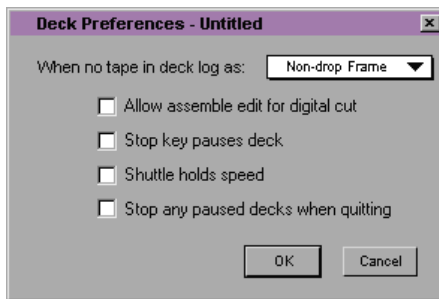 Deck Preferences - Untitled
When no tape in deck log as: Non-drop Frame
Allow assemble edit for digital cut
Stop key pauses deck
Shuttle holds speed
Stop any paused decks when quitting
OK Cancel